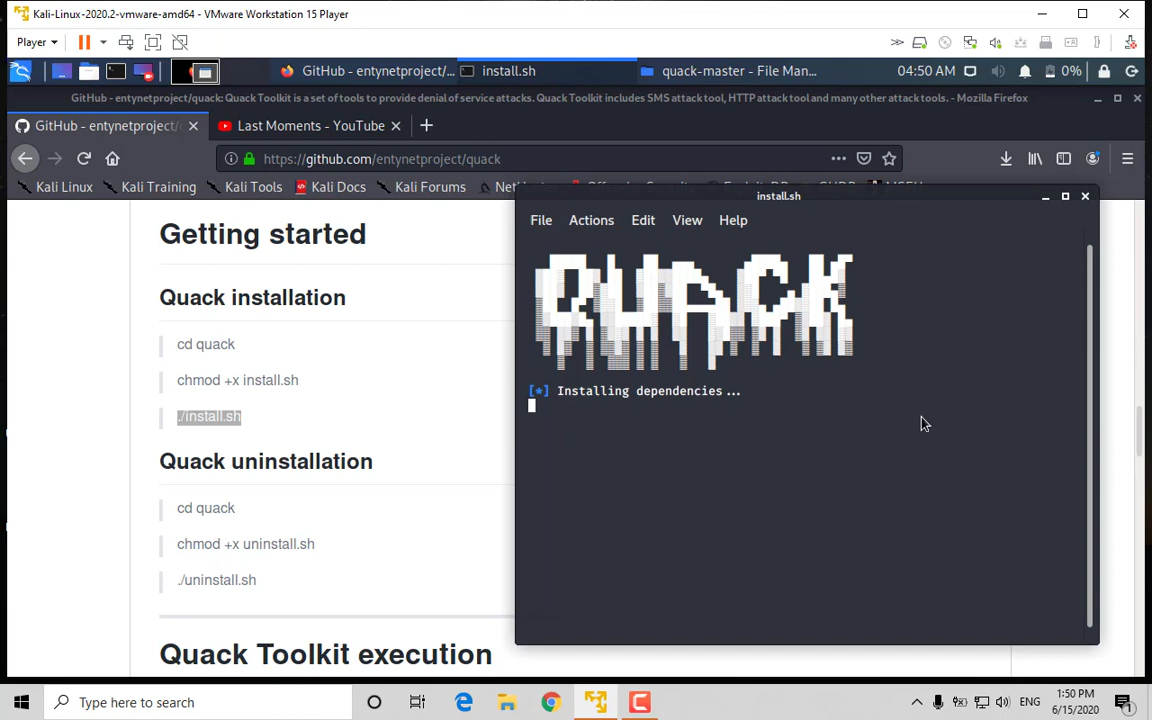 Kali-Linux-2020.2-vmware-amd64 - VMware Workstation 15 Player
Player
GitHub - entynetproject/...
install.sh
quack-master - File Man...
04:50 AM
0%
GitHub - entynetproject/quack: Quack Toolkit is a set of tools to provide denial of service attacks. Quack Toolkit includes SMS attack tool, HTTP attack tool and many other attack tools. - Mozilla Firefox
GitHub - entynetproject/
Last Moments - YouTube
https://github.com/entynetproject/quack
Kali Linux
Kali Training
Kali Tools
Kali Docs
Kali Forums
install.sh
File
Actions
Edit
View
Help
QUACK
[*] Installing dependencies...
Getting started
Quack installation
cd quack
chmod +x install.sh
./install.sh
Quack uninstallation
cd quack
chmod +x uninstall.sh
./uninstall.sh
Quack Toolkit execution
Type here to search
ENG
1:50 PM
6/15/2020
1